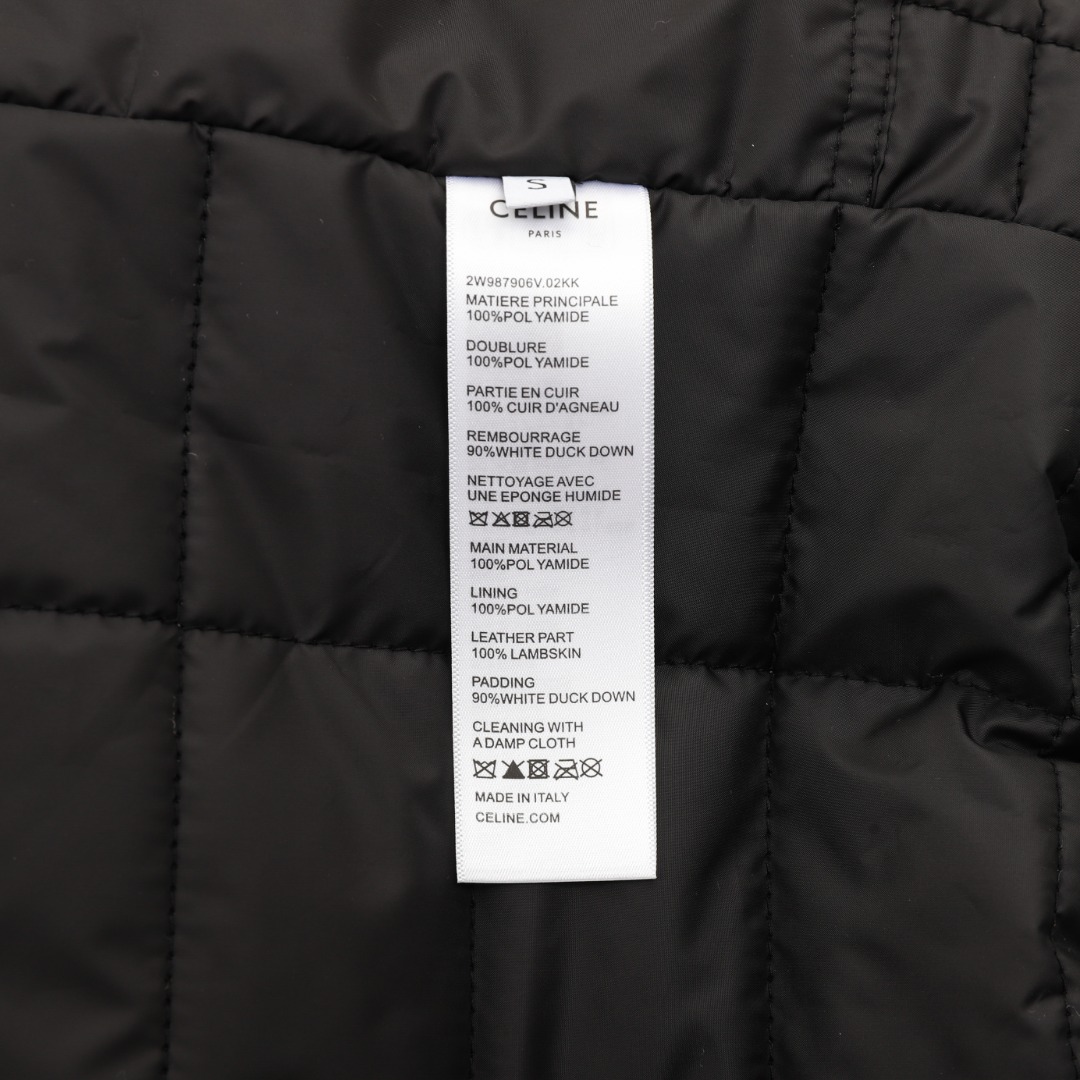 S
CELINE
PARIS
2W987906V.02KK
MATIERE PRINCIPALE
100%POL YAMIDE
DOUBLURE
100%POL YAMIDE
PARTIE EN CUIR
100% CUIR D'AGNEAU
REMBOURRAGE
90%WHITE DUCK DOWN
NETTOYAGE AVEC
UNE EPONGE HUMIDE
MAIN MATERIAL
100%POL YAMIDE
LINING
100%POL YAMIDE
LEATHER PART
100% LAMBSKIN
PADDING
90%WHITE DUCK DOWN
CLEANING WITH
A DAMP CLOTH
MADE IN ITALY
CELINE.COM